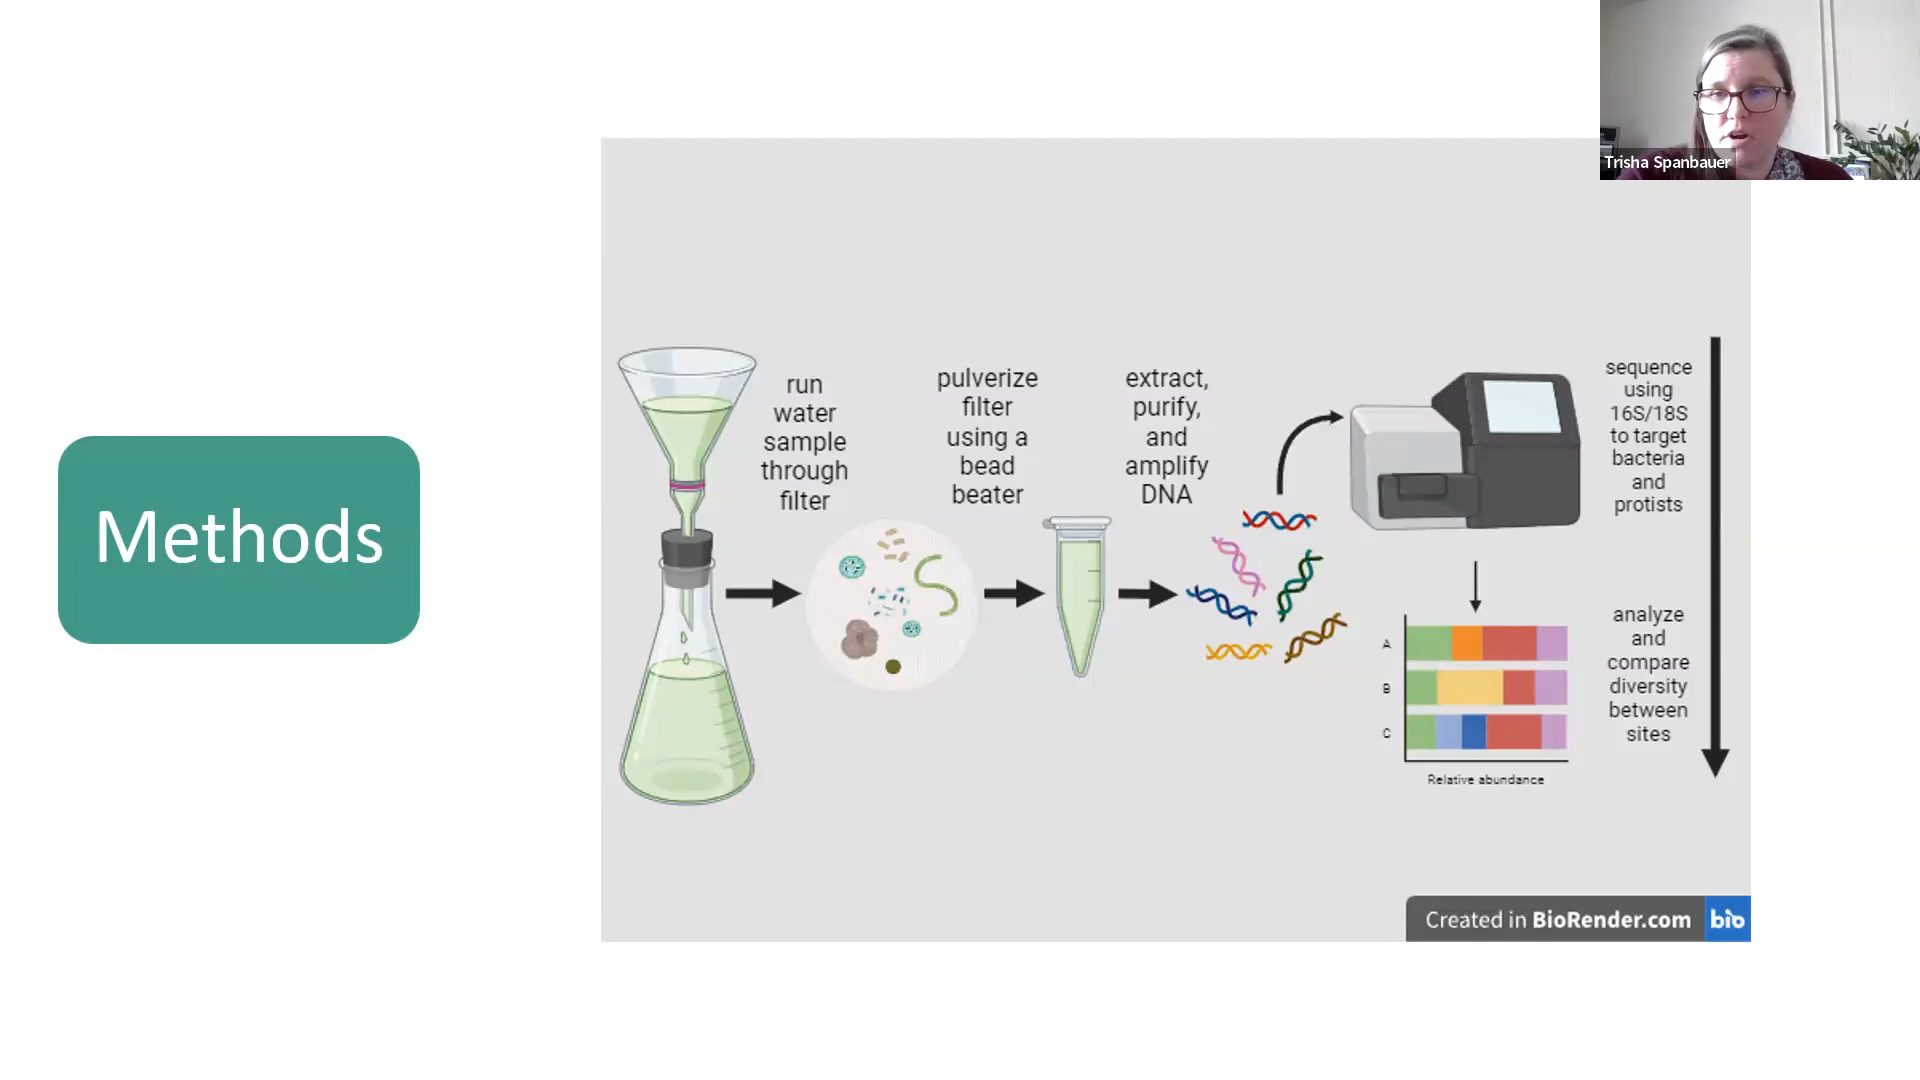 Trisha Spanbauer
Methods
run
water
sample
through
filter
pulverize
filter
using a
bead
beater
extract,
purify,
and
amplify
DNA
sequence
using
16S/18S
to target
bacteria
and
protists
analyze
and
compare
diversity
between
sites
A
B
C
Relative abundance
Created in BioRender.com bio